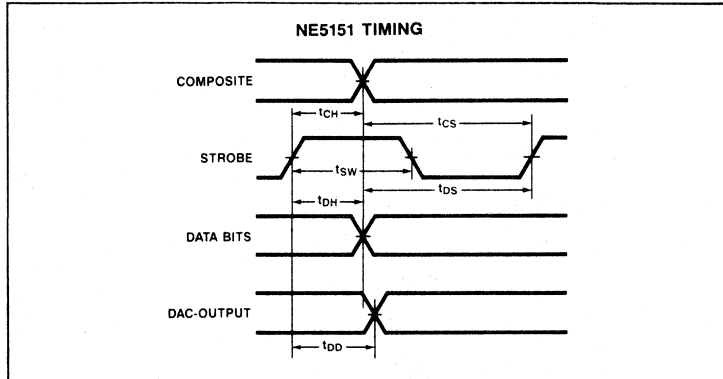 NE5151 TIMING
COMPOSITE
tCH
tCS
STROBE
tSW
tDH
tDS
DATA BITS
DAC-OUTPUT
tDD